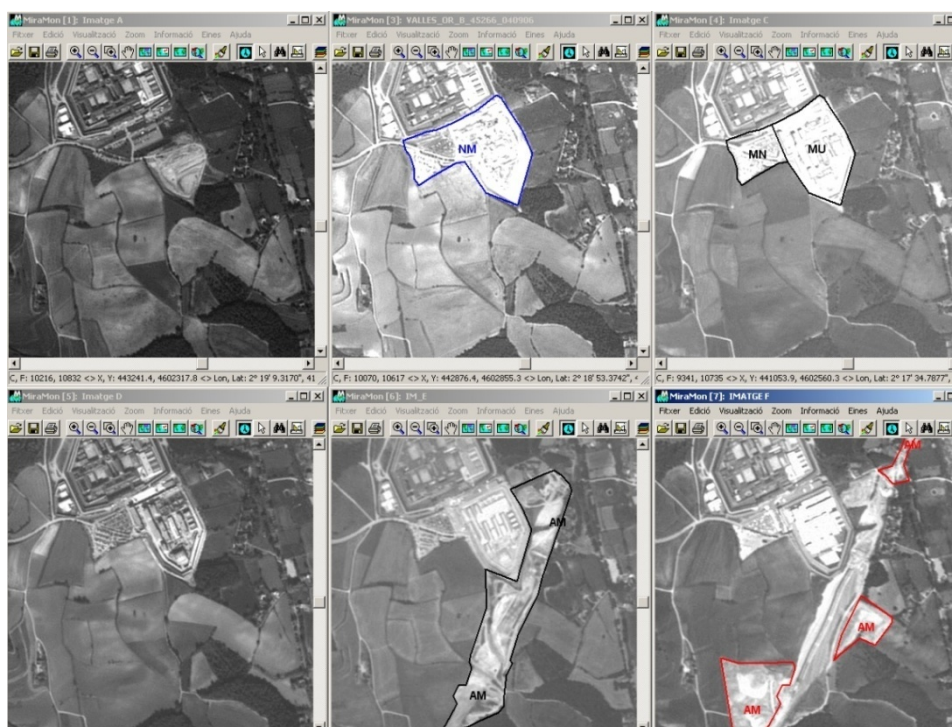 MiraMon [1]: Imatge A
Fitxer Edició Visualització Zoom Informació Eines Ajuda
C, F: 10216, 10832 <> X, Y: 443241.4, 4602317.8 <> Lon, Lat: 2° 19' 9.3170", 41
MiraMon [3]: VALLES_OR_B_45266_040906
Fitxer Edició Visualització Zoom Informació Eines Ajuda
NM
C, F: 10070, 10617 <> X, Y: 442876.4, 4602855.3 <> Lon, Lat: 2° 18' 53.3742",
MiraMon [4]: Imatge C
Fitxer Edició Visualització Zoom Informació Eines Ajuda
MN
MU
C, F: 9341, 10735 <> X, Y: 441053.9, 4602560.3 <> Lon, Lat: 2° 17' 34.7877",
MiraMon [5]: Imatge D
Fitxer Edició Visualització Zoom Informació Eines Ajuda
MiraMon [6]: IM_E
Fitxer Edició Visualització Zoom Informació Eines Ajuda
AM
AM
MiraMon [7]: IMATGE F
Fitxer Edició Visualització Zoom Informació Eines Ajuda
AM
AM
AM